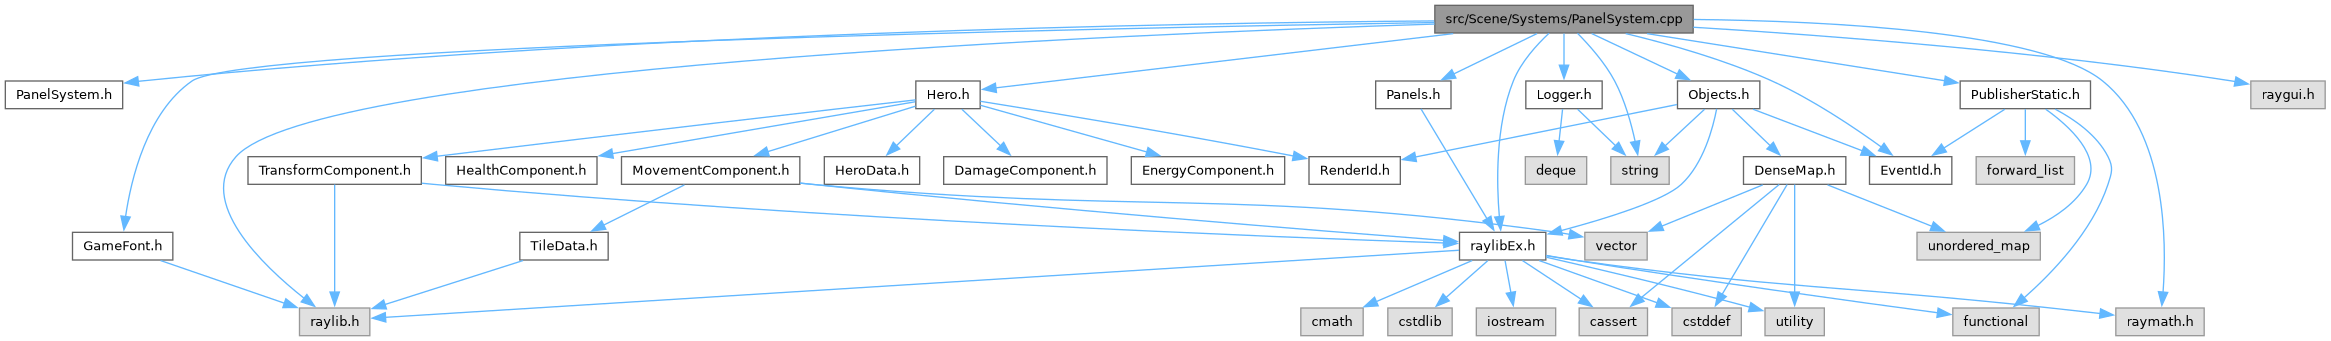 src/Scene/Systems/PanelSystem.cpp
PanelSystem.h
Hero.h
Panels.h
Logger.h
Objects.h
PublisherStatic.h
raygui.h
TransformComponent.h
HealthComponent.h
MovementComponent.h
HeroData.h
DamageComponent.h
EnergyComponent.h
RenderId.h
deque
string
DenseMap.h
EventId.h
forward_list
GameFont.h
TileData.h
raylibEx.h
vector
unordered_map
raylib.h
cmath
cstdlib
iostream
cassert
cstddef
utility
functional
raymath.h